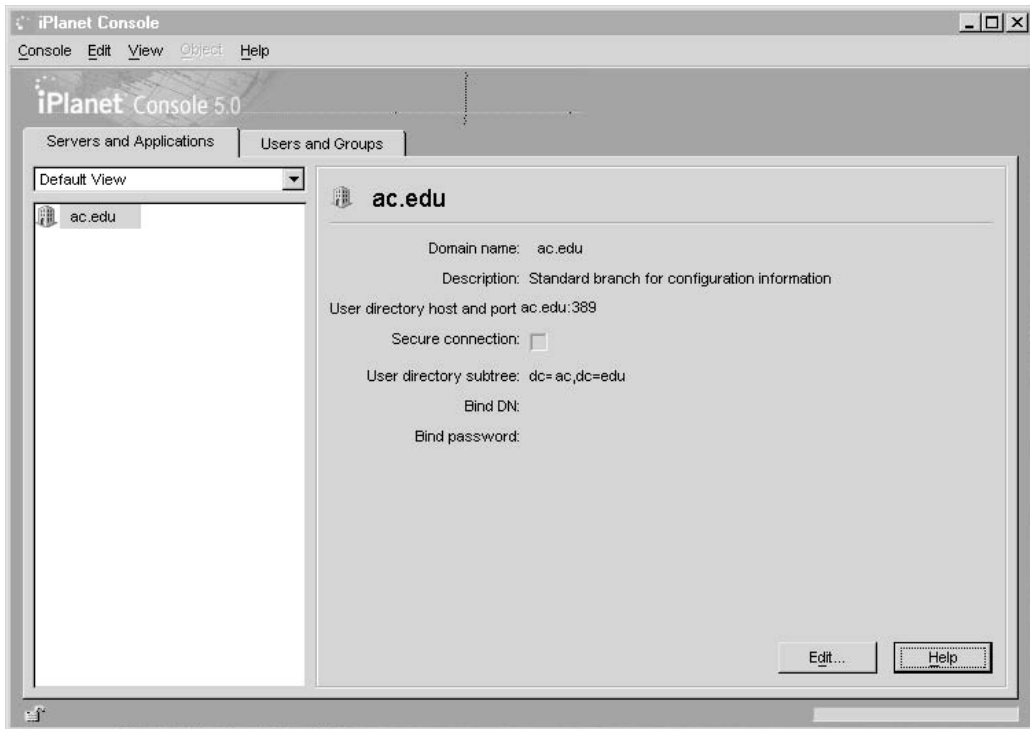 iPlanet Console
Console Edit View Object Help
iPlanet Console 5.0
Servers and Applications
Users and Groups
Default View
ac.edu
ac.edu
Domain name: ac.edu
Description: Standard branch for configuration information
User directory host and port ac.edu:389
Secure connection:
User directory subtree: dc=ac,dc=edu
Bind DN:
Bind password:
Edit... Help